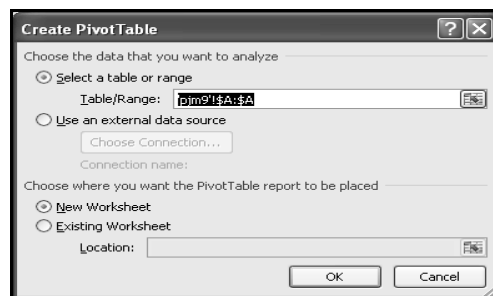 Create PivotTable
Choose the data that you want to analyze
Select a table or range
Table/Range: 'pjm9'!$A:$A
Use an external data source
Choose Connection...
Connection name:
Choose where you want the PivotTable report to be placed
New Worksheet
Existing Worksheet
Location:
OK Cancel